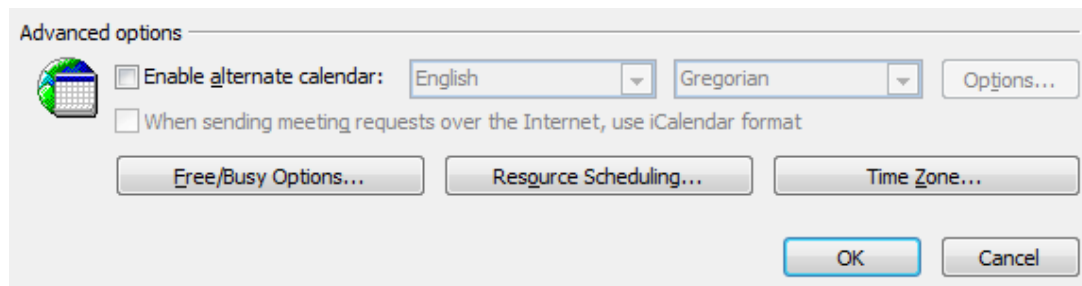 Advanced options
Enable alternate calendar: English Gregorian Options...
When sending meeting requests over the Internet, use iCalendar format
Free/Busy Options... Resource Scheduling... Time Zone...
OK Cancel